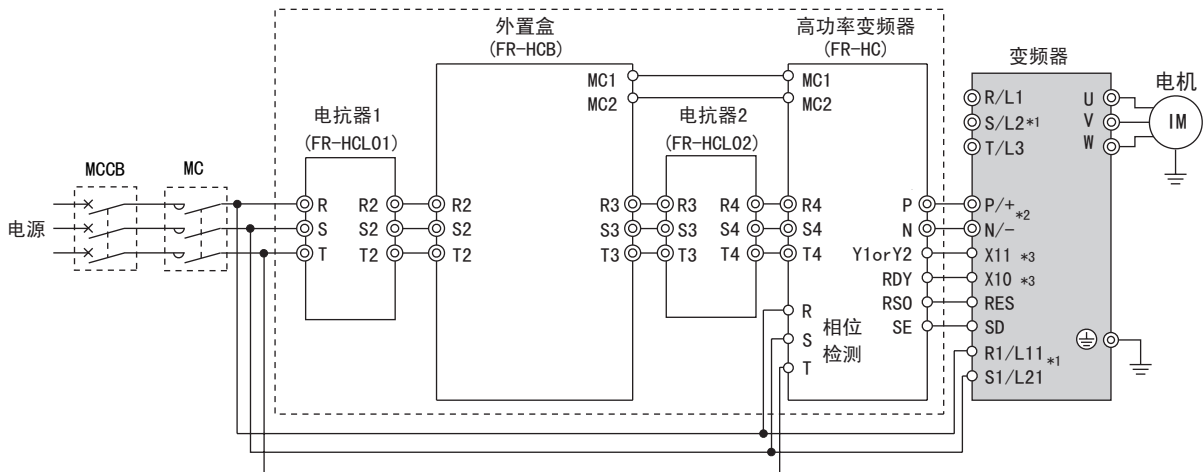 外置盒
(FR-HCB)
高功率变频器
(FR-HC)
变频器
电机
MC1
MC1
MC2
MC2
电抗器1
(FR-HCL01)
电抗器2
(FR-HCL02)
R/L1
U
S/L2*1
V
IM
T/L3
W
MCCB
MC
电源
R
R2
R2
R3
R3
R4
R4
P
P/+
*2
S
S2
S2
S3
S3
S4
S4
N
N/-
T
T2
T2
T3
T3
T4
T4
Y1orY2
X11 *3
RDY
X10 *3
RSO
RES
SE
SD
R
相位
S
检测
T
R1/L11
*1
S1/L21